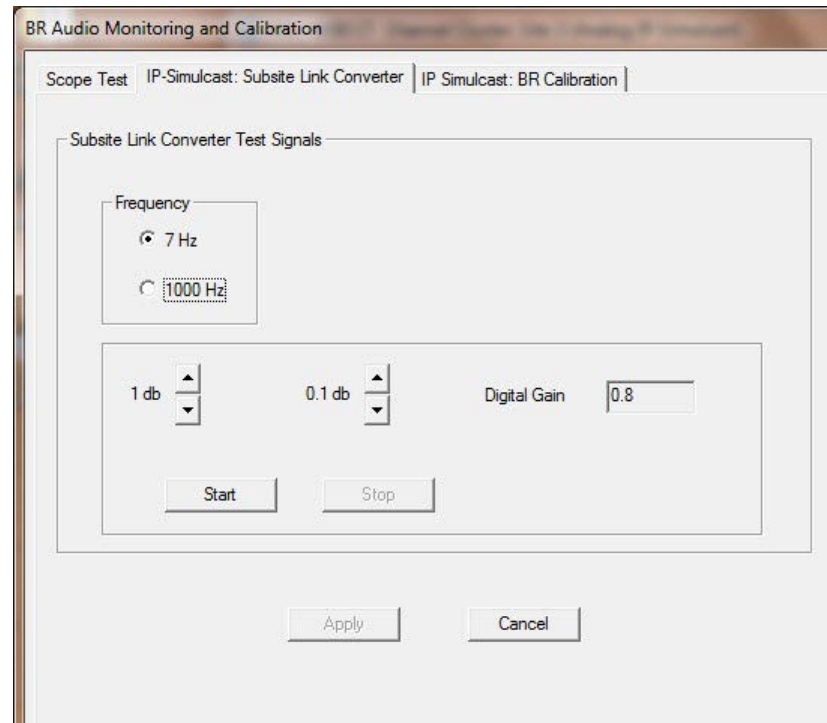 BR Audio Monitoring and Calibration
Scope Test IP-Simulcast: Subsite Link Converter IP Simulcast: BR Calibration
Subsite Link Converter Test Signals
Frequency
7 Hz
1000 Hz
1 db 0.1 db Digital Gain 0.8
Start Stop
Apply Cancel